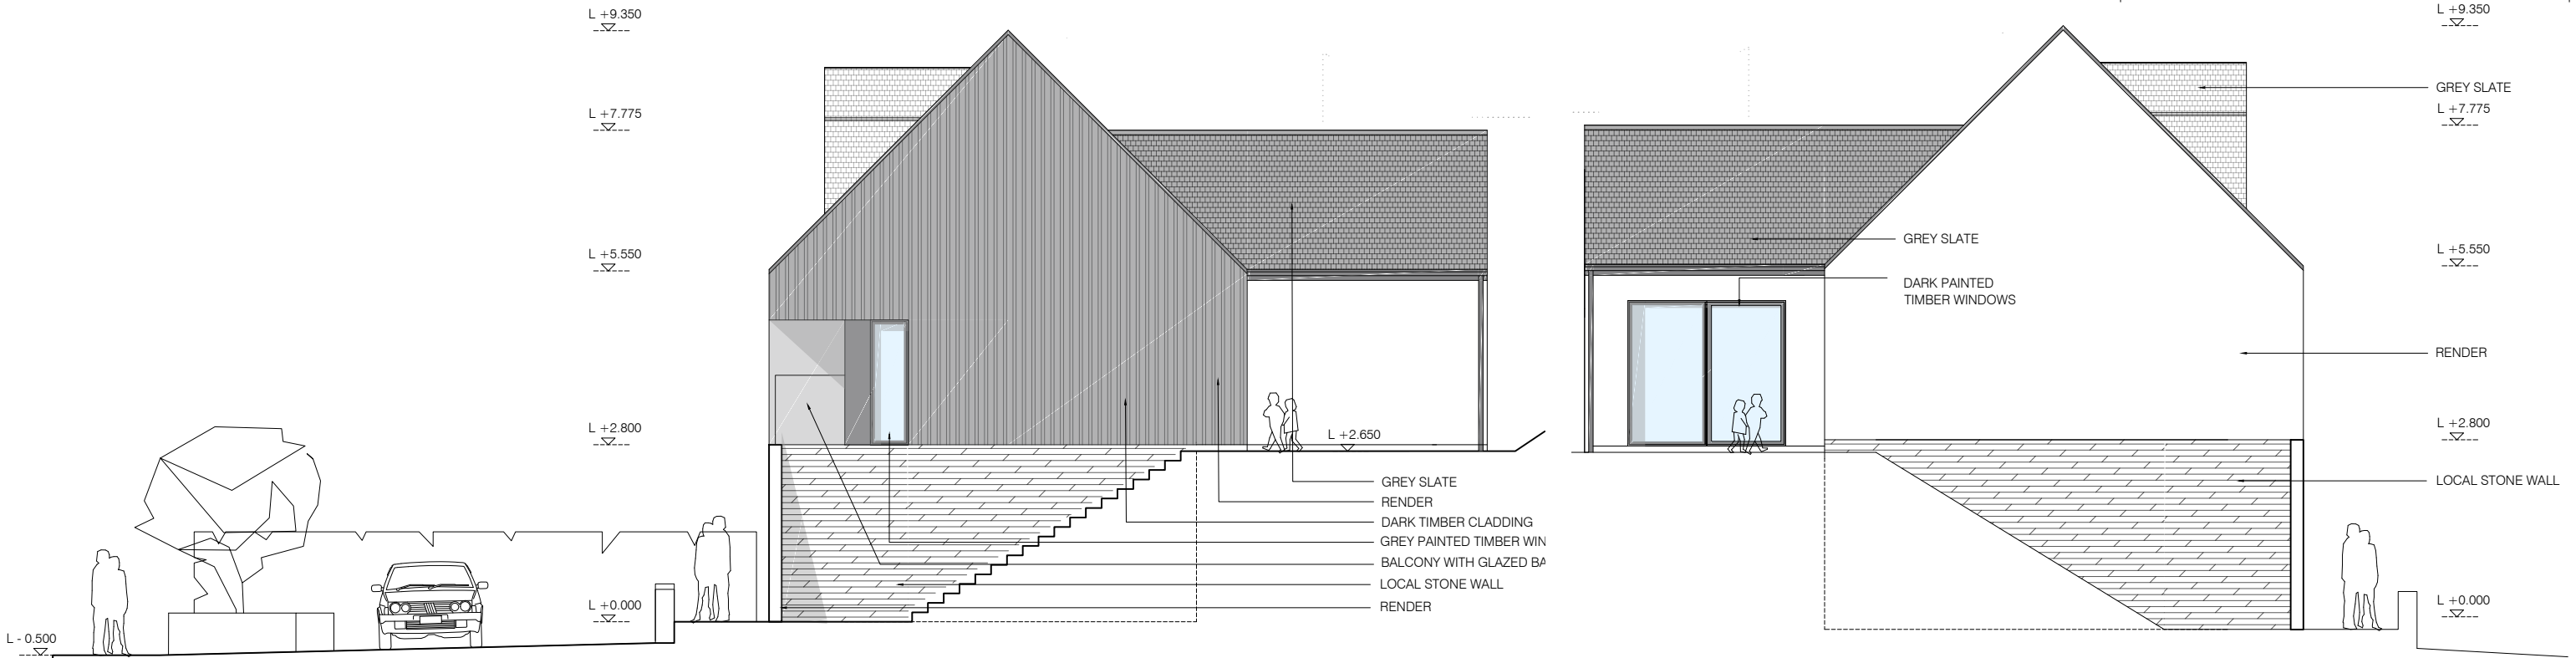 L +9.350
L +7.775
L +5.550
L +2.800
L +0.000
L - 0.500
L +2.650
GREY SLATE
RENDER
DARK TIMBER CLADDING
GREY PAINTED TIMBER WIN
BALCONY WITH GLAZED BA
LOCAL STONE WALL
RENDER
GREY SLATE
DARK PAINTED
TIMBER WINDOWS
L +9.350
GREY SLATE
L +7.775
L +5.550
RENDER
L +2.800
LOCAL STONE WALL
L +0.000